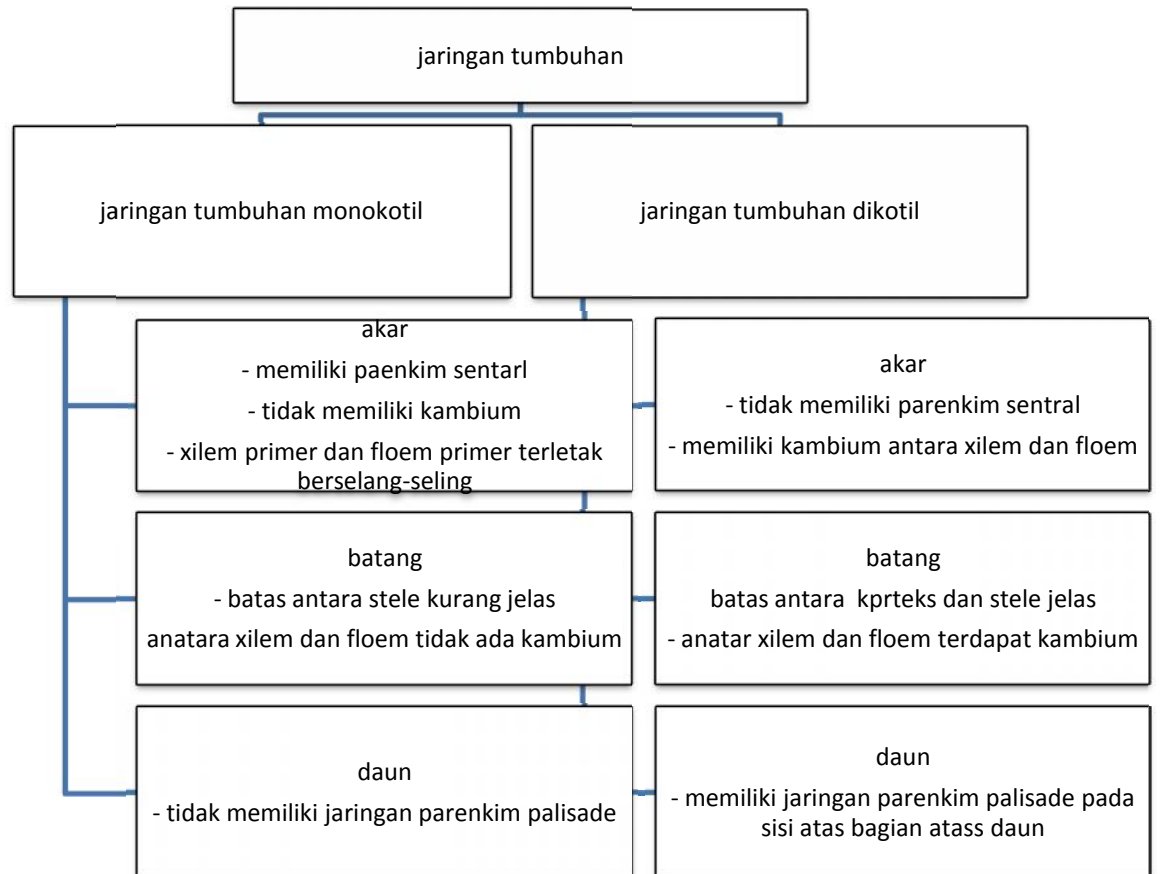 jaringan tumbuhan
jaringan tumbuhan monokotil
jaringan tumbuhan dikotil
akar
- memiliki paenkim sentarl
- tidak memiliki kambium
- xilem primer dan floem primer terletak
berselang-seling
akar
- tidak memiliki parenkim sentral
- memiliki kambium antara xilem dan floem
batang
- batas antara stele kurang jelas
anatara xilem dan floem tidak ada kambium
batang
batas antara kprteks dan stele jelas
- anatar xilem dan floem terdapat kambium
daun
- tidak memiliki jaringan parenkim palisade
daun
- memiliki jaringan parenkim palisade pada
sisi atas bagian atass daun